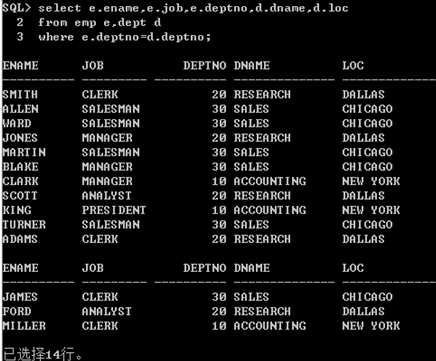 SQL> select e.ename,e.job,e.deptno,d.dname,d.loc
  2  from emp e,dept d
  3  where e.deptno=d.deptno;
ENAME      JOB           DEPTNO DNAME          LOC
---------- --------- ---------- -------------- -------------
SMITH      CLERK             20 RESEARCH       DALLAS
ALLEN      SALESMAN          30 SALES          CHICAGO
WARD       SALESMAN          30 SALES          CHICAGO
JONES      MANAGER           20 RESEARCH       DALLAS
MARTIN     SALESMAN          30 SALES          CHICAGO
BLAKE      MANAGER           30 SALES          CHICAGO
CLARK      MANAGER           10 ACCOUNTING     NEW YORK
SCOTT      ANALYST           20 RESEARCH       DALLAS
KING       PRESIDENT         10 ACCOUNTING     NEW YORK
TURNER     SALESMAN          30 SALES          CHICAGO
ADAMS      CLERK             20 RESEARCH       DALLAS
ENAME      JOB           DEPTNO DNAME          LOC
---------- --------- ---------- -------------- -------------
JAMES      CLERK             30 SALES          CHICAGO
FORD       ANALYST           20 RESEARCH       DALLAS
MILLER     CLERK             10 ACCOUNTING     NEW YORK
已选择14行。